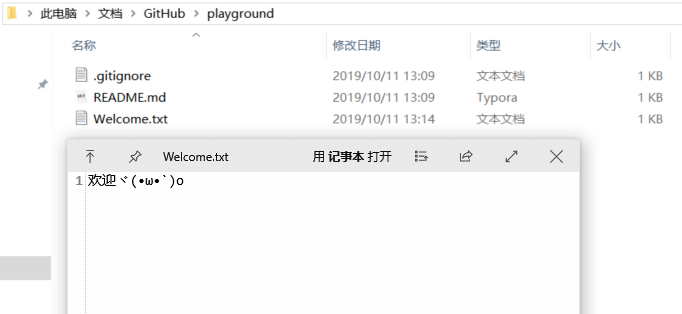 此电脑 > 文档 > GitHub > playground
名称 修改日期 类型 大小
.gitignore 2019/10/11 13:09 文本文档 1 KB
README.md 2019/10/11 13:09 Typora 1 KB
Welcome.txt 2019/10/11 13:14 文本文档 1 KB
Welcome.txt 用 记事本 打开
1 欢迎ヾ(•ω•`)o